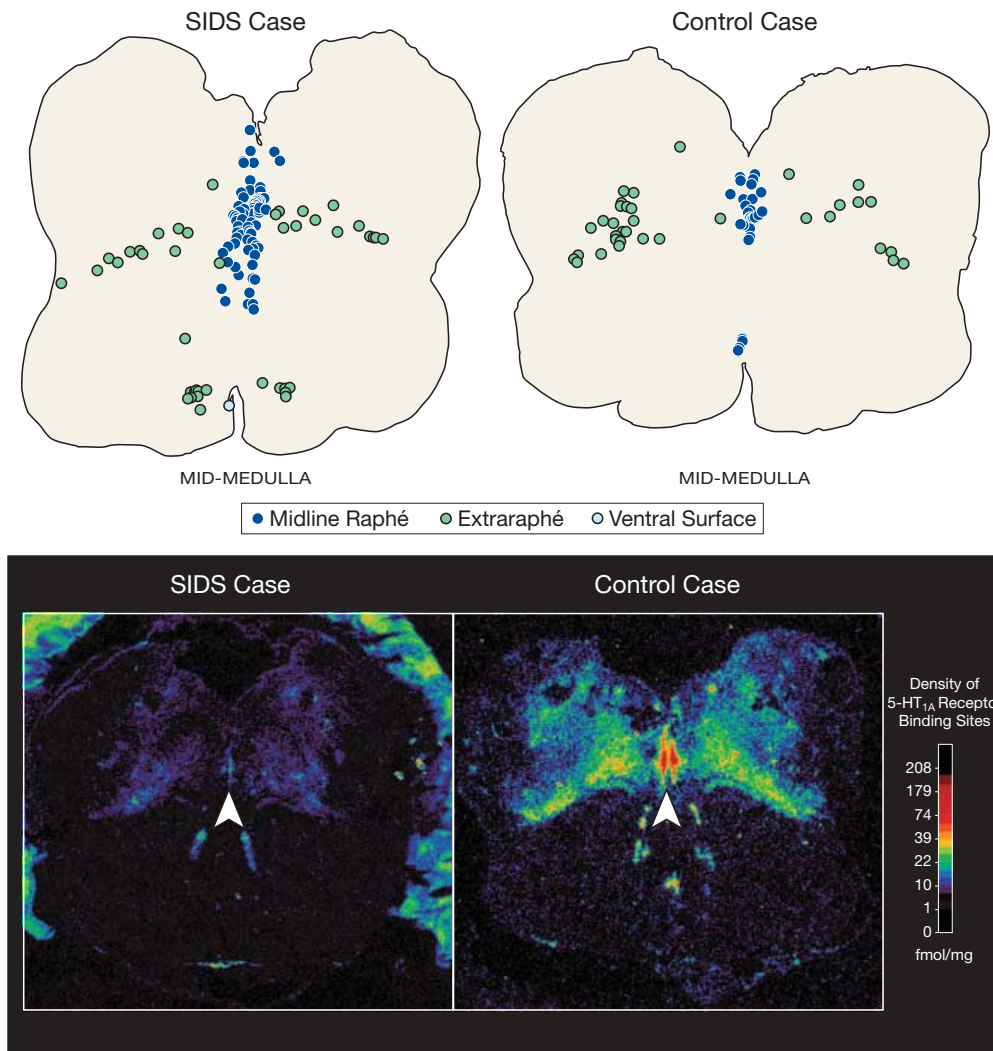 SIDS Case
Control Case
MID-MEDULLA
MID-MEDULLA
Midline Raphé
Extraraphé
Ventral Surface
SIDS Case
Control Case
Density of
5-HT1A Recepto
Binding Sites
208
179
74
39
22
10
1
0
fmol/mg